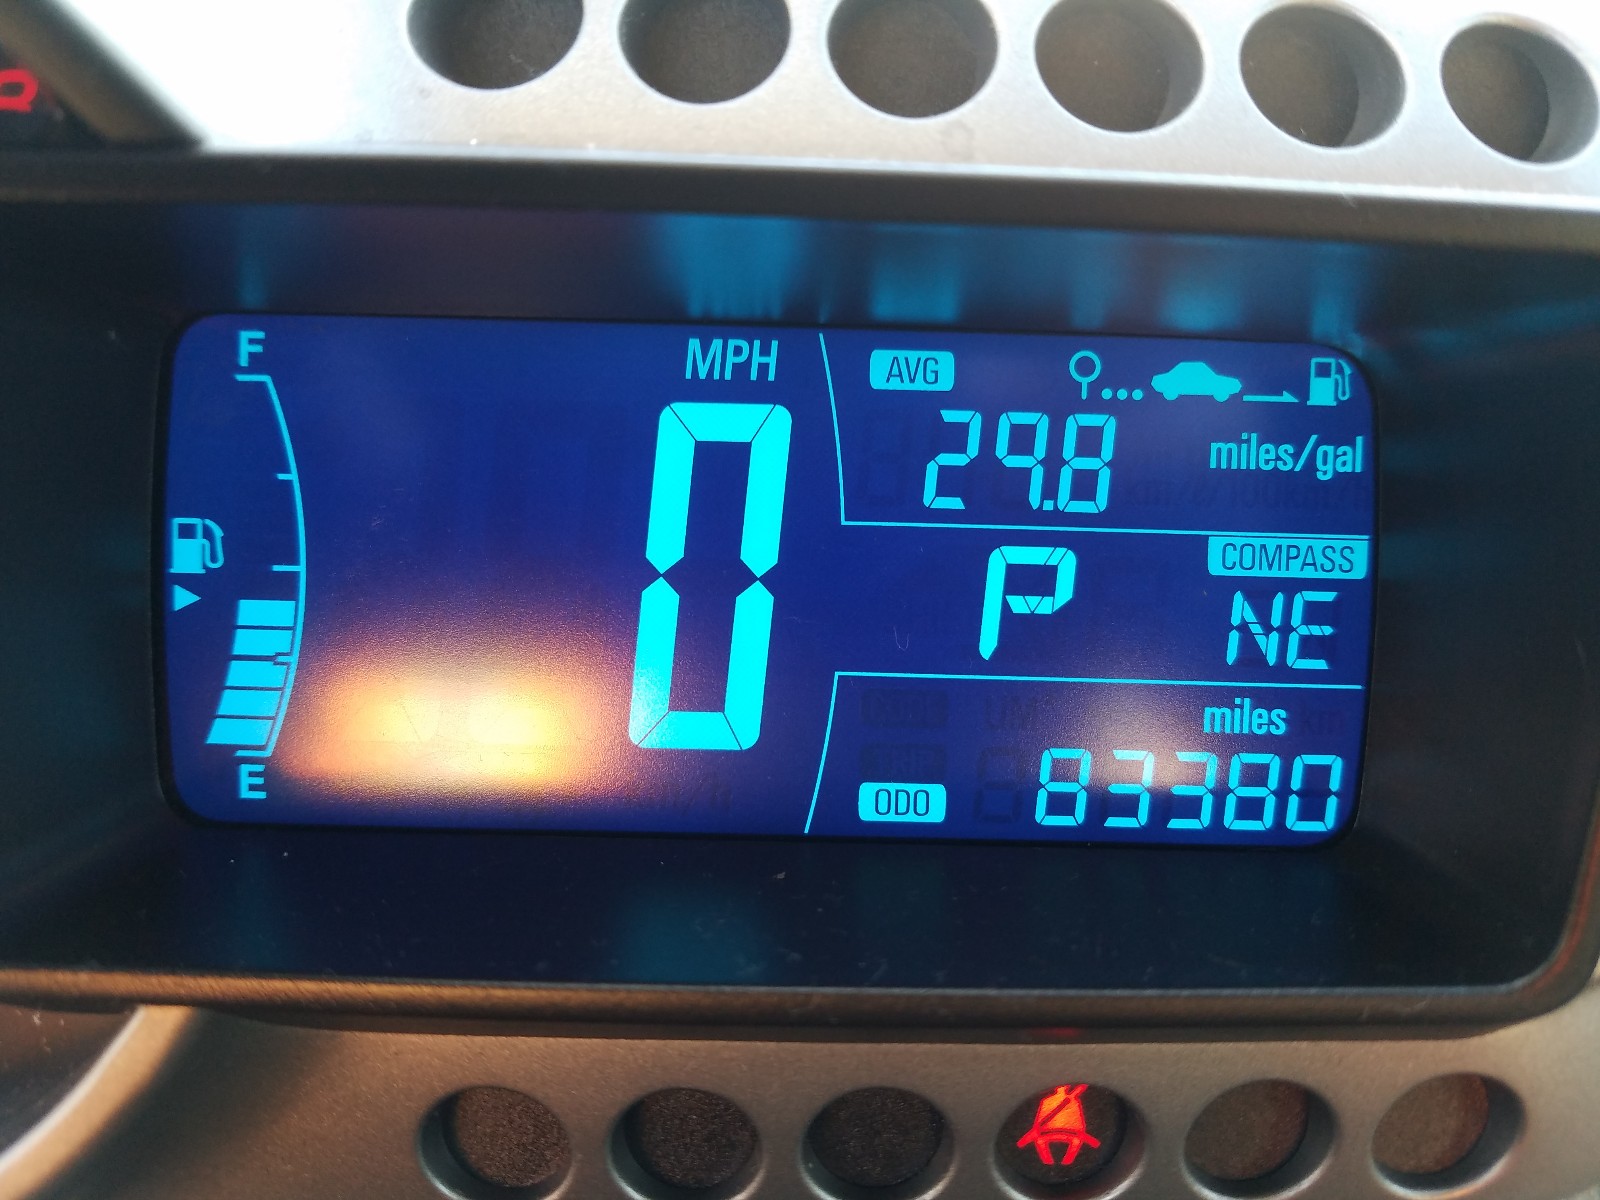 F
MPH
AVG
29.8 miles/gal
0
P
COMPASS
NE
miles
ODO 83380
E